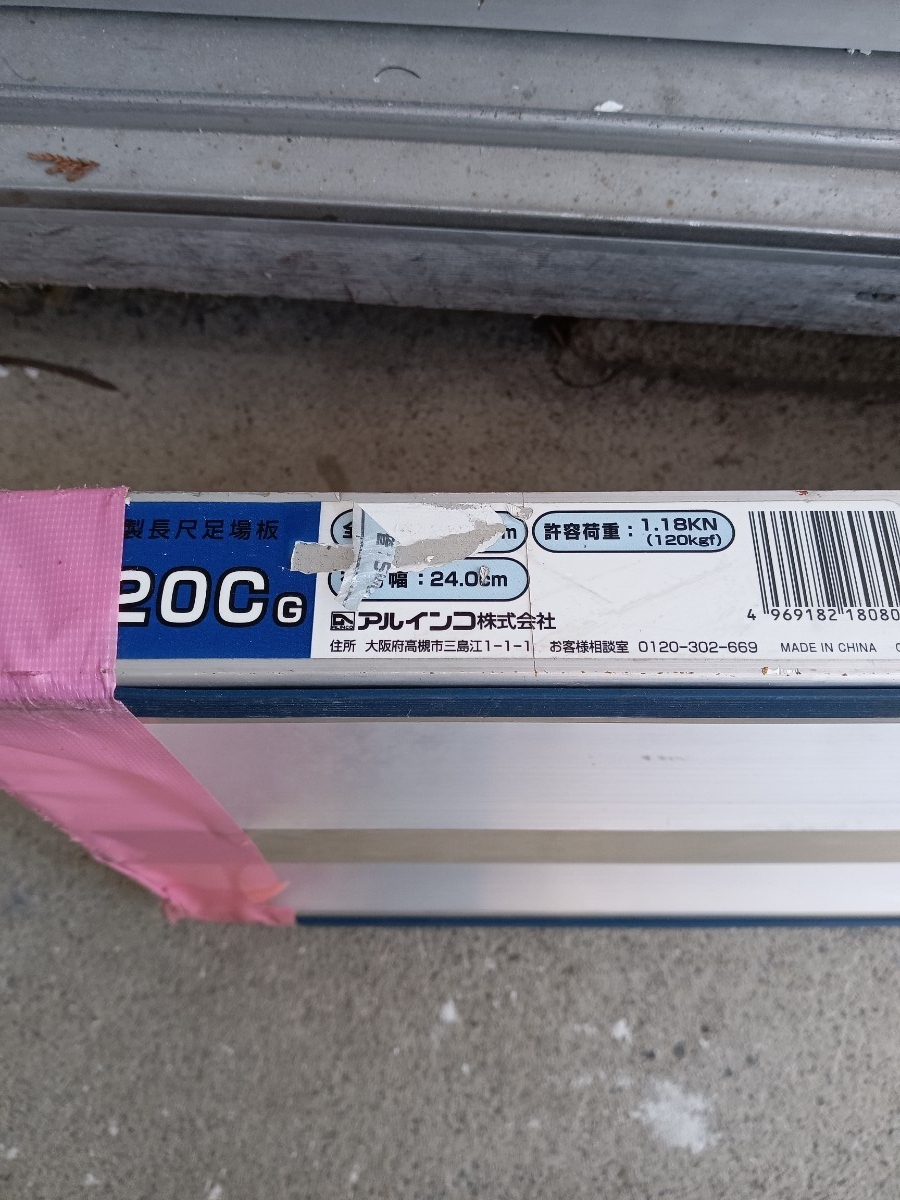 製長尺足場板
20CG
全
m
許容荷重：1.18KN
(120kgf)
幅：24.0cm
アルインコ株式会社
住所 大阪府高槻市三島江1-1-1 お客様相談室 0120-302-669 MADE IN CHINA
4 969182 18080